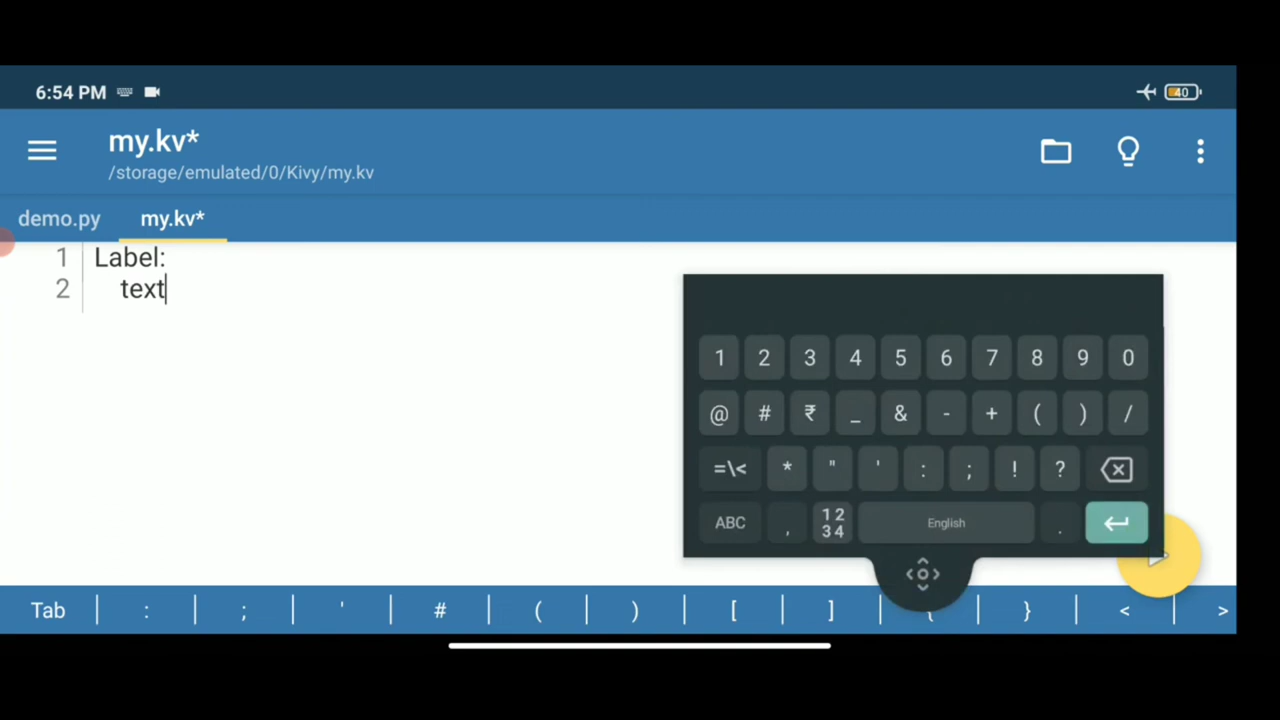 6:54 PM
40
my.kv*
/storage/emulated/0/Kivy/my.kv
demo.py my.kv*
1 Label:
2 text
1 2 3 4 5 6 7 8 9 0
@ # ₹ _ & - + ( ) /
=\< * " ' : ; ! ?
ABC , 12 34 English .
Tab : ; ' # ( ) [ ] { } < >